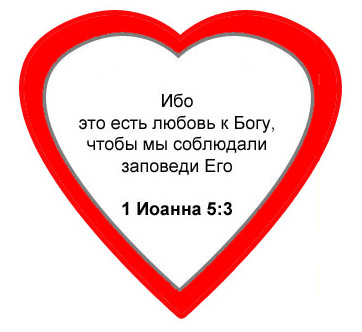 Ибо
это есть любовь к Богу,
чтобы мы соблюдали
заповеди Его
1 Иоанна 5:3